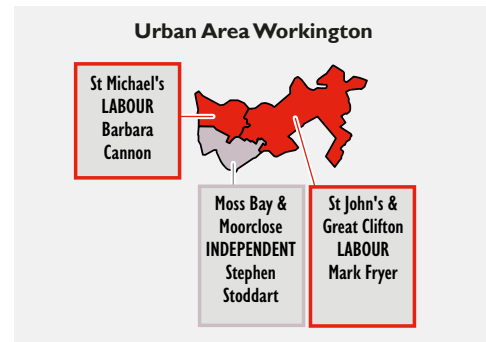 Urban Area Workington
St Michael's
LABOUR
Barbara
Cannon
Moss Bay &
Moorclose
INDEPENDENT
Stephen
Stoddart
St John's &
Great Clifton
LABOUR
Mark Fryer